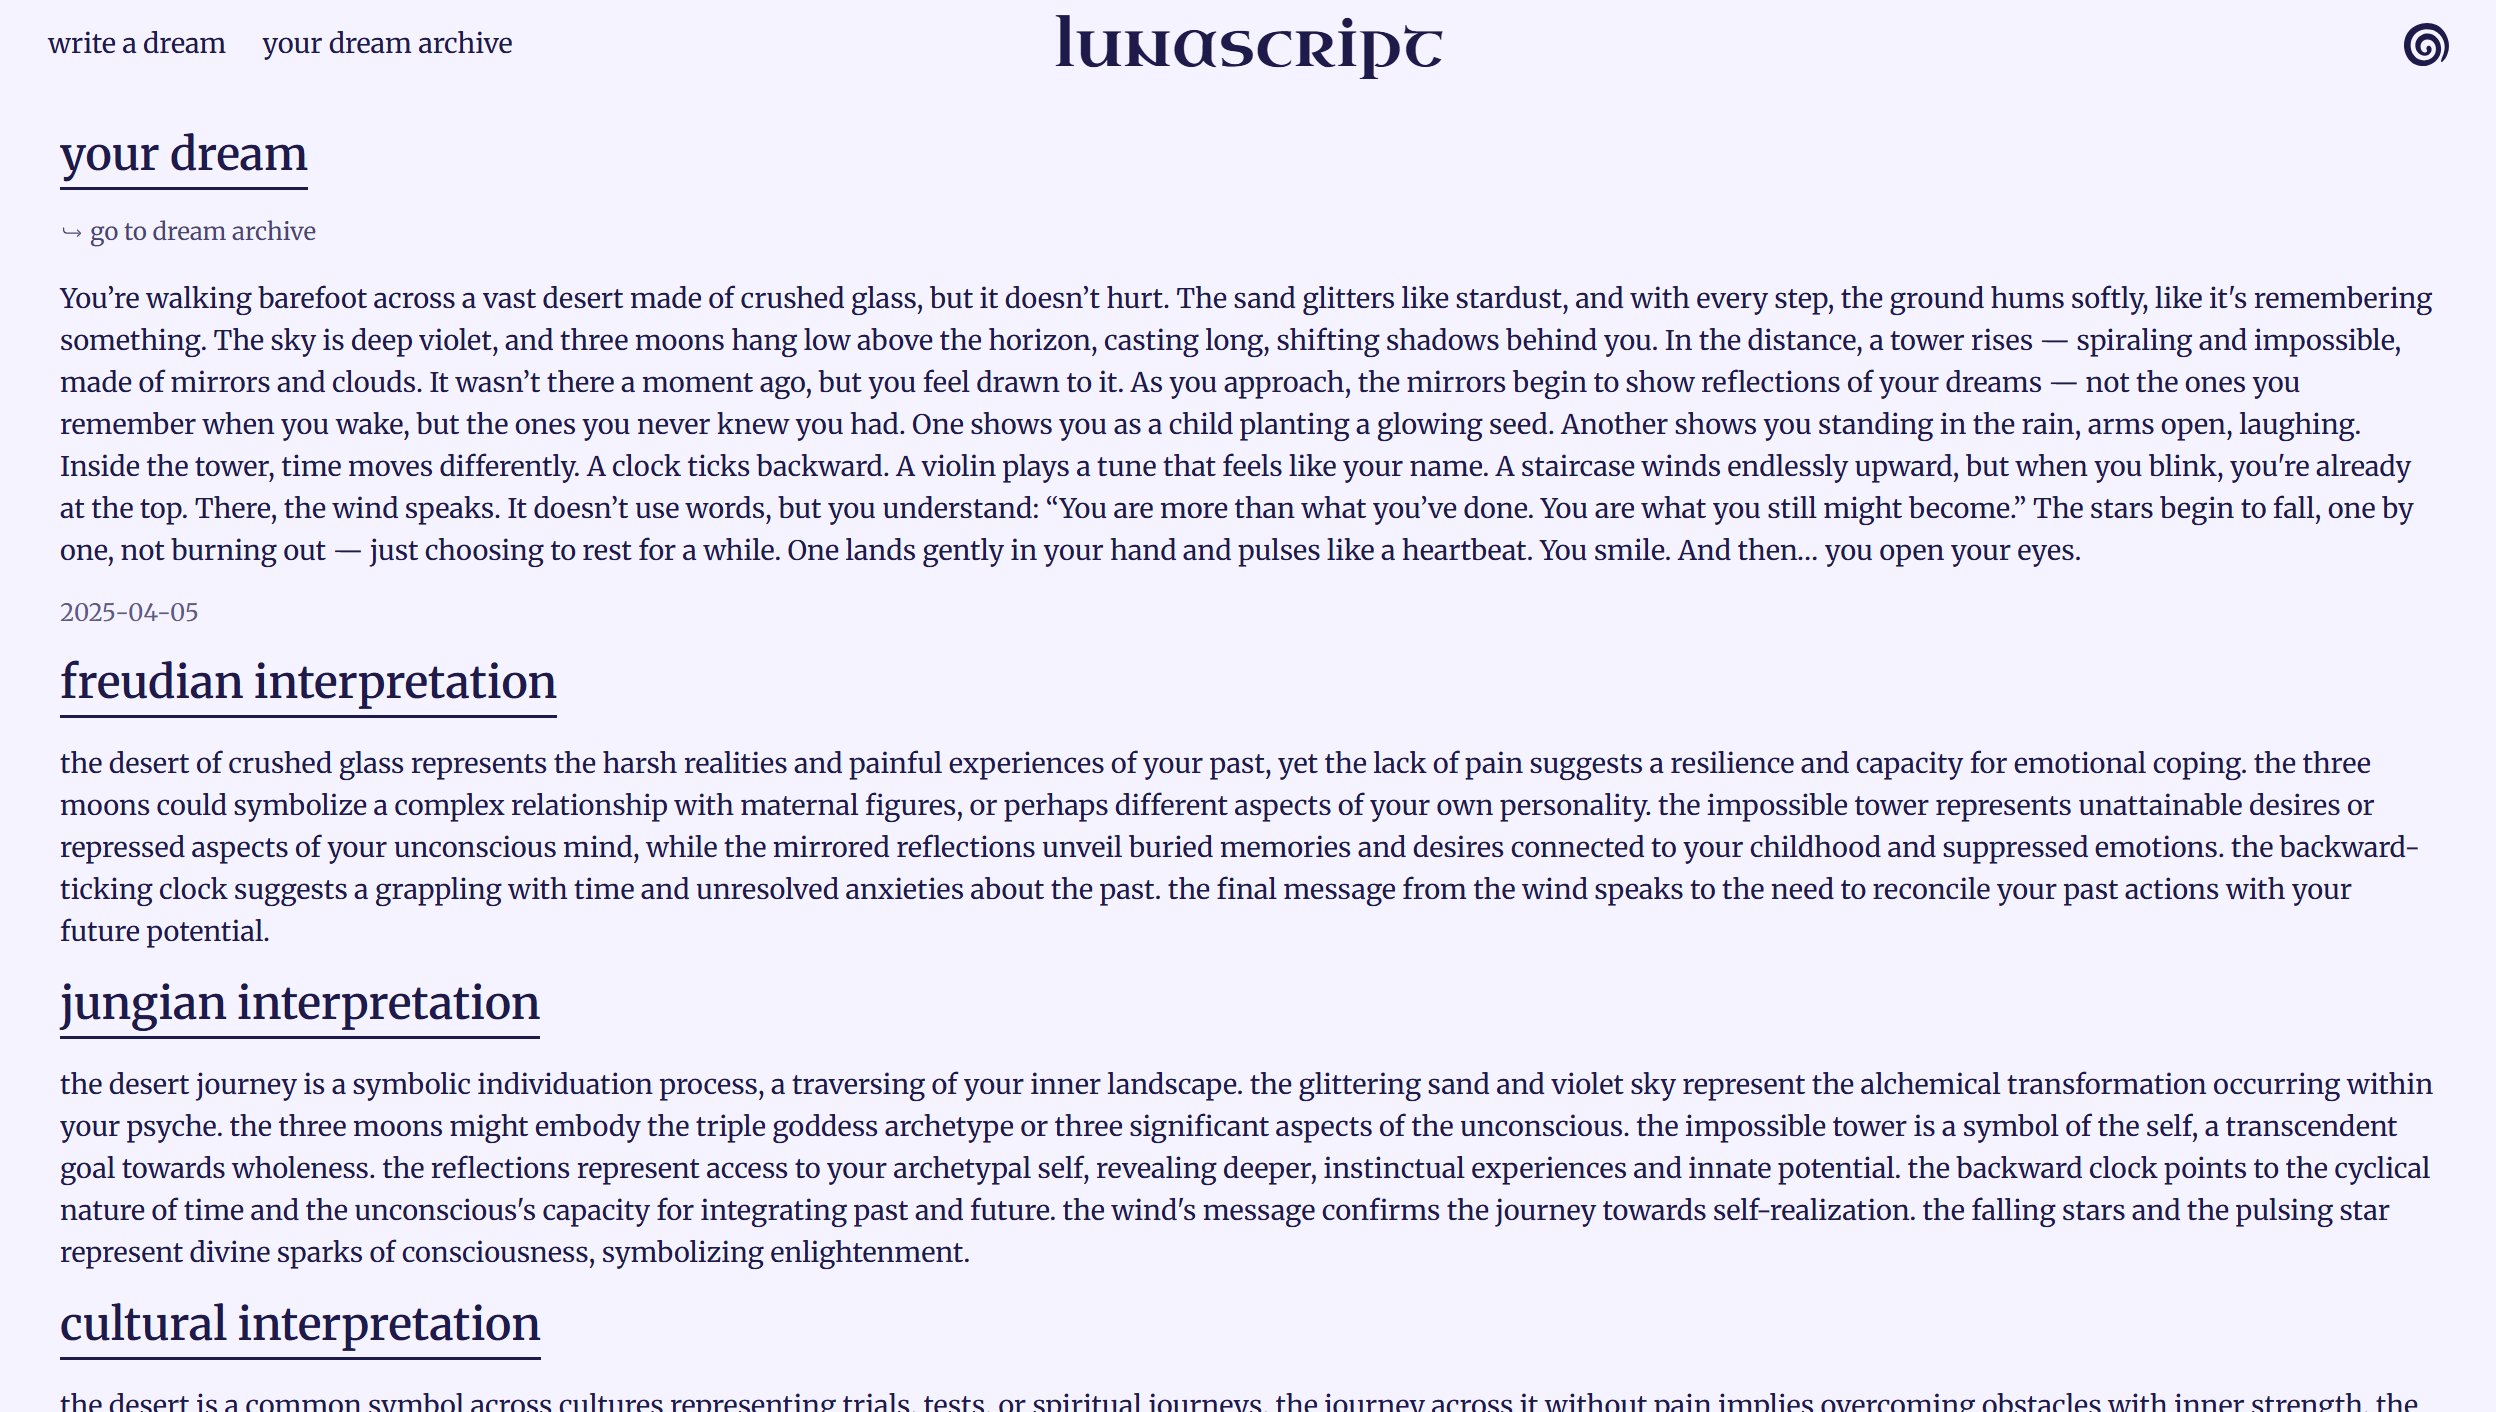 write a dream your dream archive lunascript
your dream
↪ go to dream archive
You’re walking barefoot across a vast desert made of crushed glass, but it doesn’t hurt. The sand glitters like stardust, and with every step, the ground hums softly, like it's remembering
something. The sky is deep violet, and three moons hang low above the horizon, casting long, shifting shadows behind you. In the distance, a tower rises — spiraling and impossible,
made of mirrors and clouds. It wasn’t there a moment ago, but you feel drawn to it. As you approach, the mirrors begin to show reflections of your dreams — not the ones you
remember when you wake, but the ones you never knew you had. One shows you as a child planting a glowing seed. Another shows you standing in the rain, arms open, laughing.
Inside the tower, time moves differently. A clock ticks backward. A violin plays a tune that feels like your name. A staircase winds endlessly upward, but when you blink, you're already
at the top. There, the wind speaks. It doesn’t use words, but you understand: “You are more than what you’ve done. You are what you still might become.” The stars begin to fall, one by
one, not burning out — just choosing to rest for a while. One lands gently in your hand and pulses like a heartbeat. You smile. And then… you open your eyes.
2025-04-05
freudian interpretation
the desert of crushed glass represents the harsh realities and painful experiences of your past, yet the lack of pain suggests a resilience and capacity for emotional coping. the three
moons could symbolize a complex relationship with maternal figures, or perhaps different aspects of your own personality. the impossible tower represents unattainable desires or
repressed aspects of your unconscious mind, while the mirrored reflections unveil buried memories and desires connected to your childhood and suppressed emotions. the backward-
ticking clock suggests a grappling with time and unresolved anxieties about the past. the final message from the wind speaks to the need to reconcile your past actions with your
future potential.
jungian interpretation
the desert journey is a symbolic individuation process, a traversing of your inner landscape. the glittering sand and violet sky represent the alchemical transformation occurring within
your psyche. the three moons might embody the triple goddess archetype or three significant aspects of the unconscious. the impossible tower is a symbol of the self, a transcendent
goal towards wholeness. the reflections represent access to your archetypal self, revealing deeper, instinctual experiences and innate potential. the backward clock points to the cyclical
nature of time and the unconscious's capacity for integrating past and future. the wind's message confirms the journey towards self-realization. the falling stars and the pulsing star
represent divine sparks of consciousness, symbolizing enlightenment.
cultural interpretation
the desert is a common symbol across cultures representing trials, tests, or spiritual journeys. the journey across it without pain implies overcoming obstacles with inner strength. the